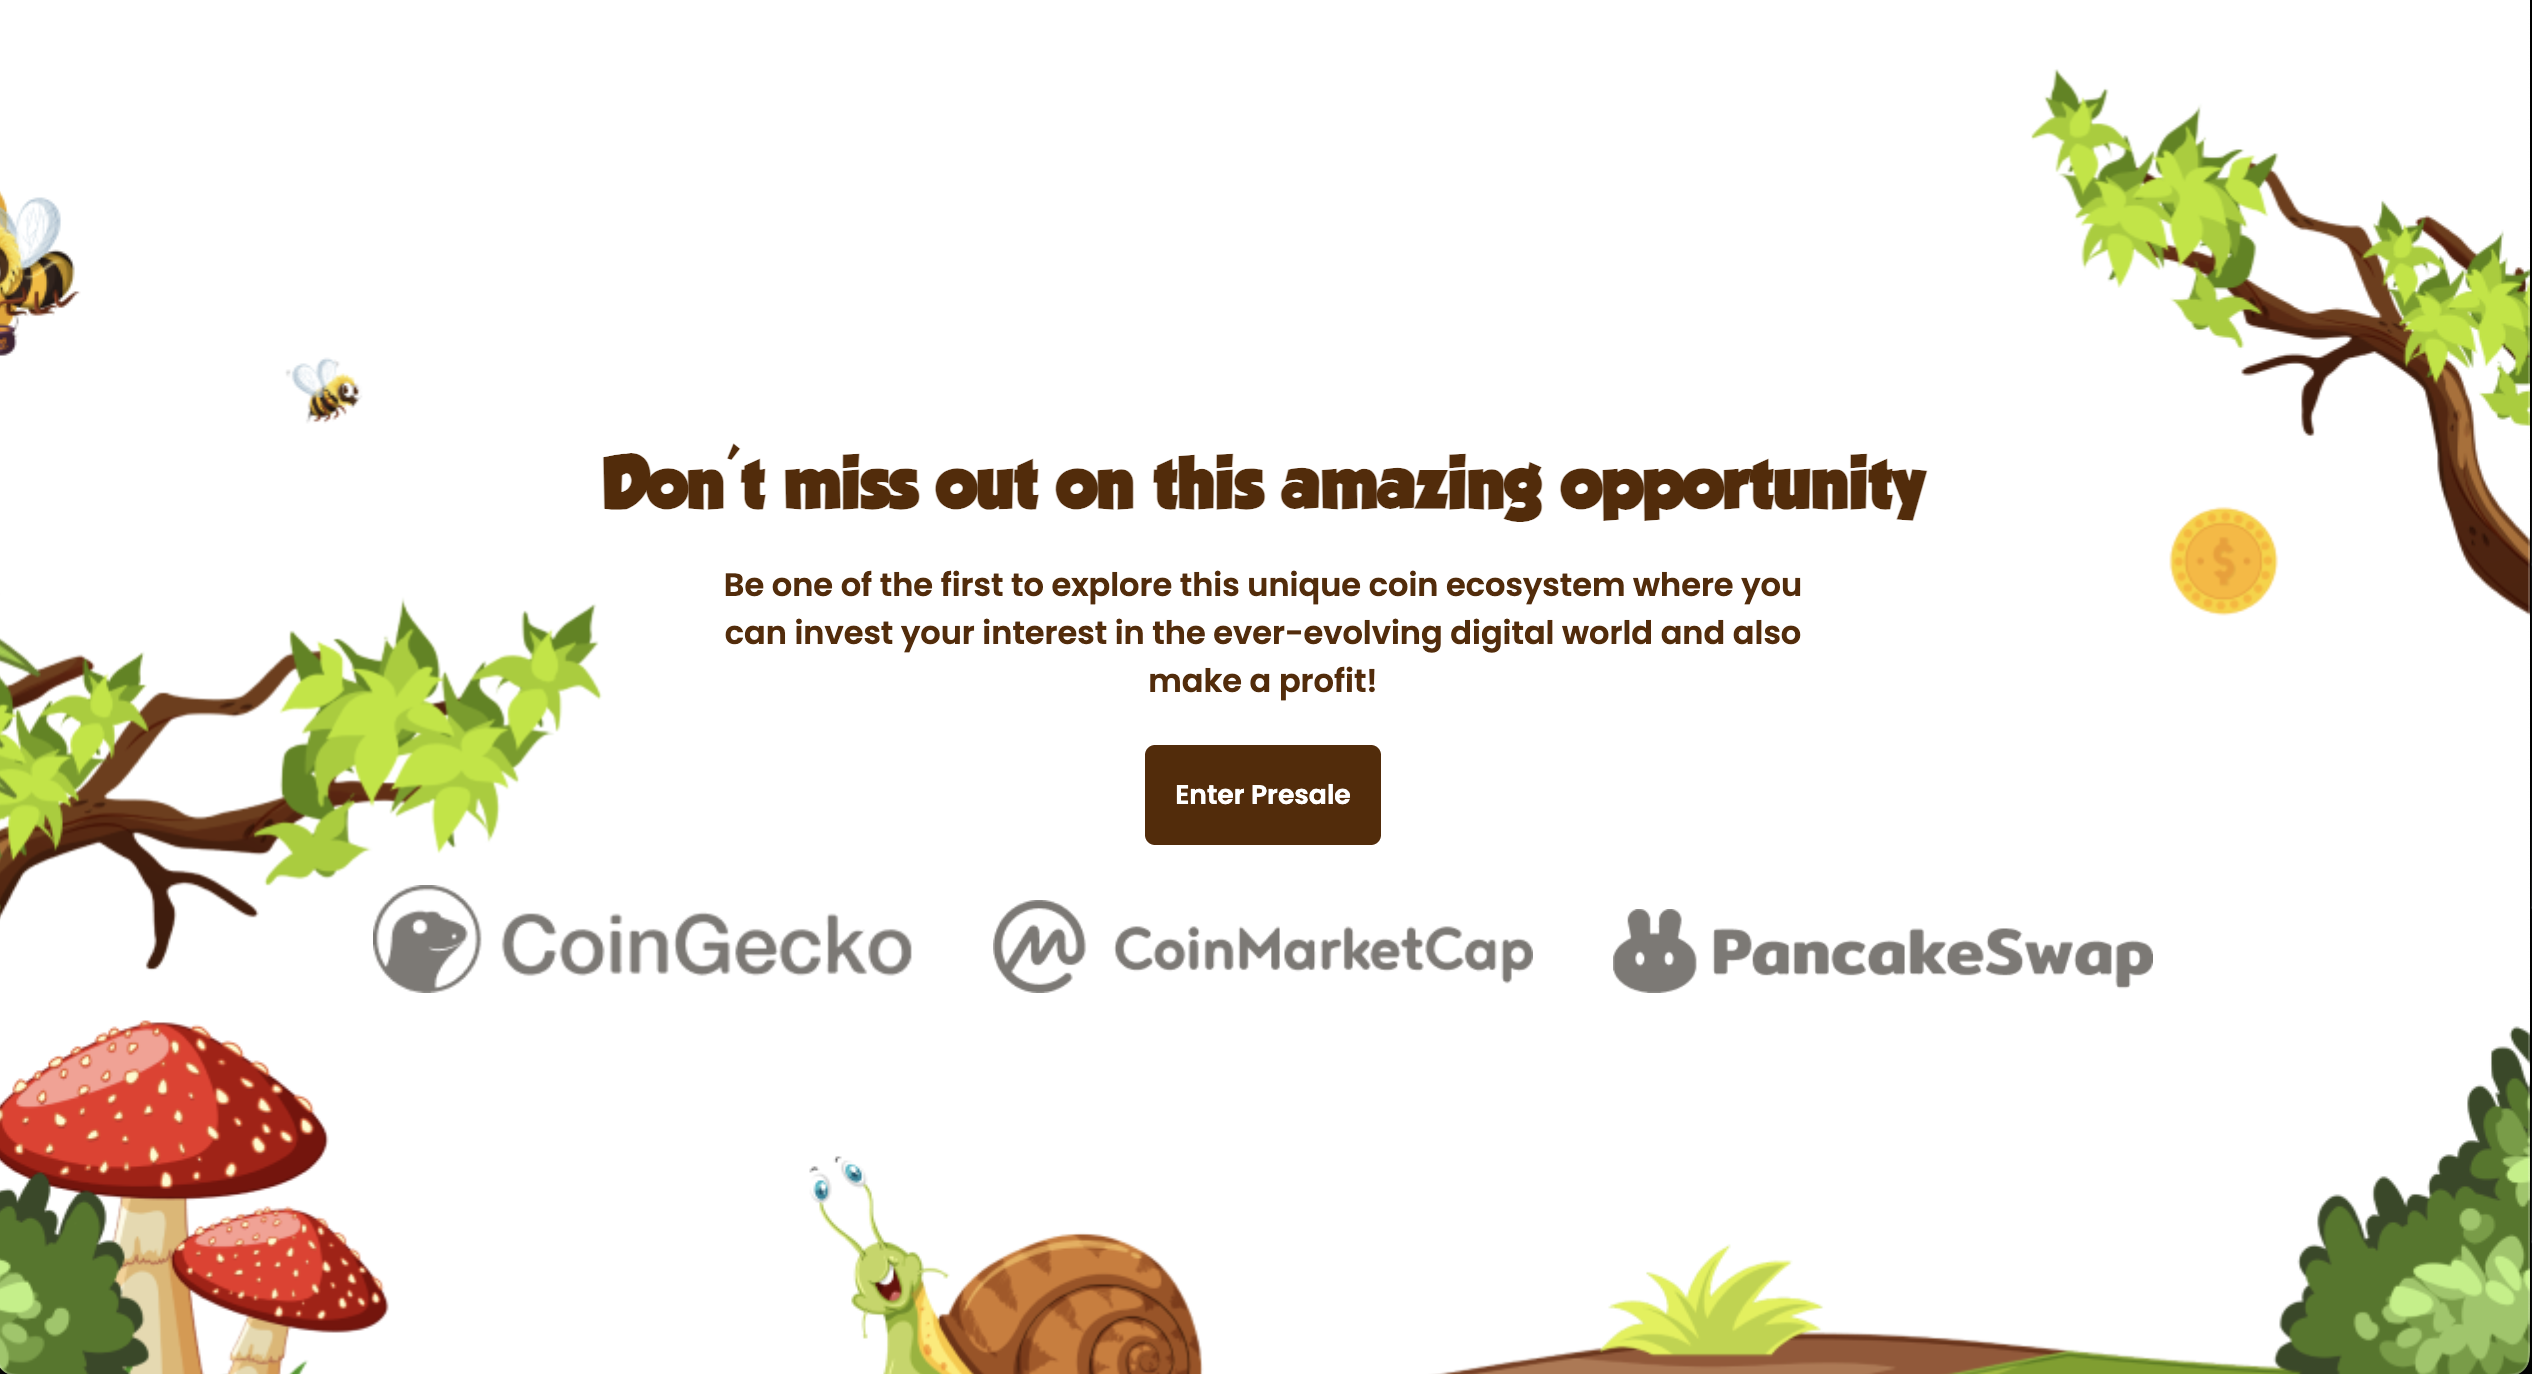 Don't miss out on this amazing opportunity
Be one of the first to explore this unique coin ecosystem where you
can invest your interest in the ever-evolving digital world and also
make a profit!
Enter Presale
CoinGecko CoinMarketCap PancakeSwap